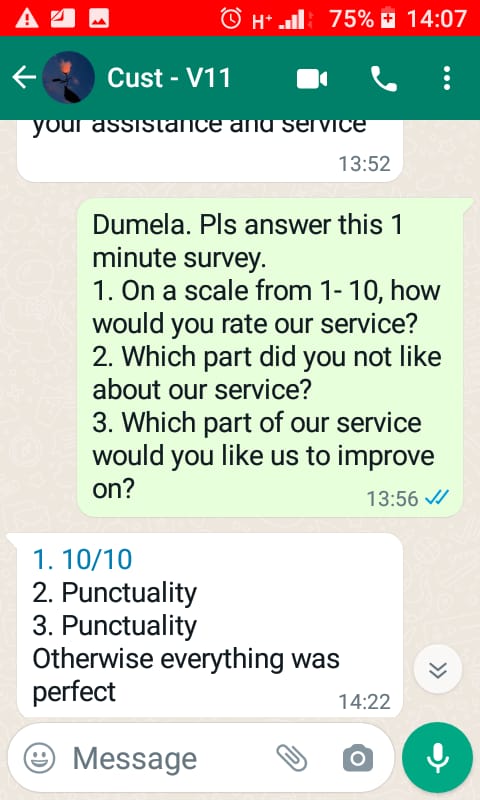 H+ 75% 14:07
Cust - V11
your assistance and service
13:52
Dumela. Pls answer this 1
minute survey.
1. On a scale from 1- 10, how
would you rate our service?
2. Which part did you not like
about our service?
3. Which part of our service
would you like us to improve
on?
13:56
1. 10/10
2. Punctuality
3. Punctuality
Otherwise everything was
perfect
14:22
Message